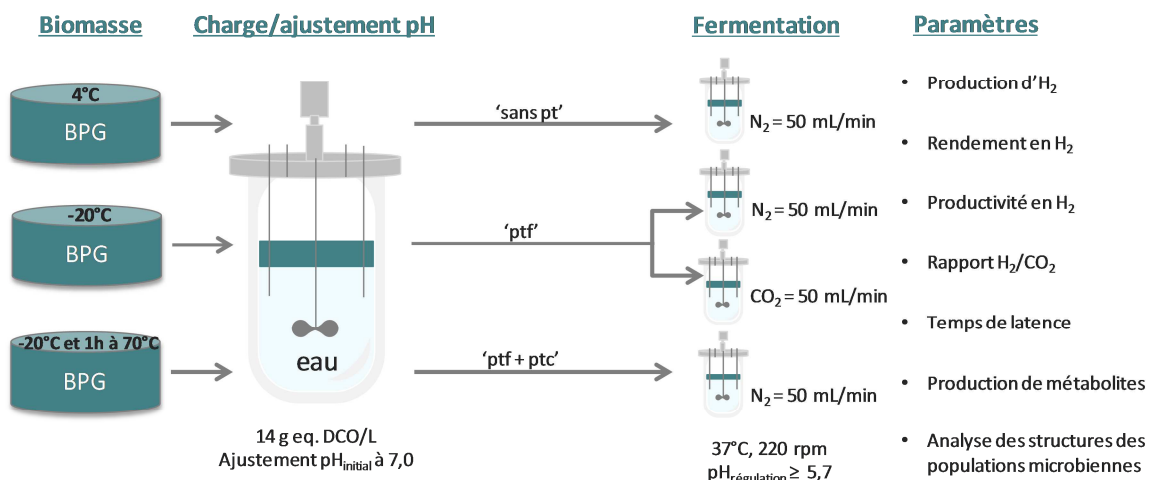 Biomasse
Charge/ajustement pH
Fermentation
Paramètres
4°C
BPG
-20°C
BPG
-20°C et 1h à 70°C
BPG
eau
14 g eq. DCO/L
Ajustement pHinitial à 7,0
‘sans pt’
‘ptf’
‘ptf + ptc’
N₂ = 50 mL/min
N₂ = 50 mL/min
CO₂ = 50 mL/min
N₂ = 50 mL/min
37°C, 220 rpm
pHrégulation ≥ 5,7
• Production d’H₂
• Rendement en H₂
• Productivité en H₂
• Rapport H₂/CO₂
• Temps de latence
• Production de métabolites
• Analyse des structures des
populations microbiennes